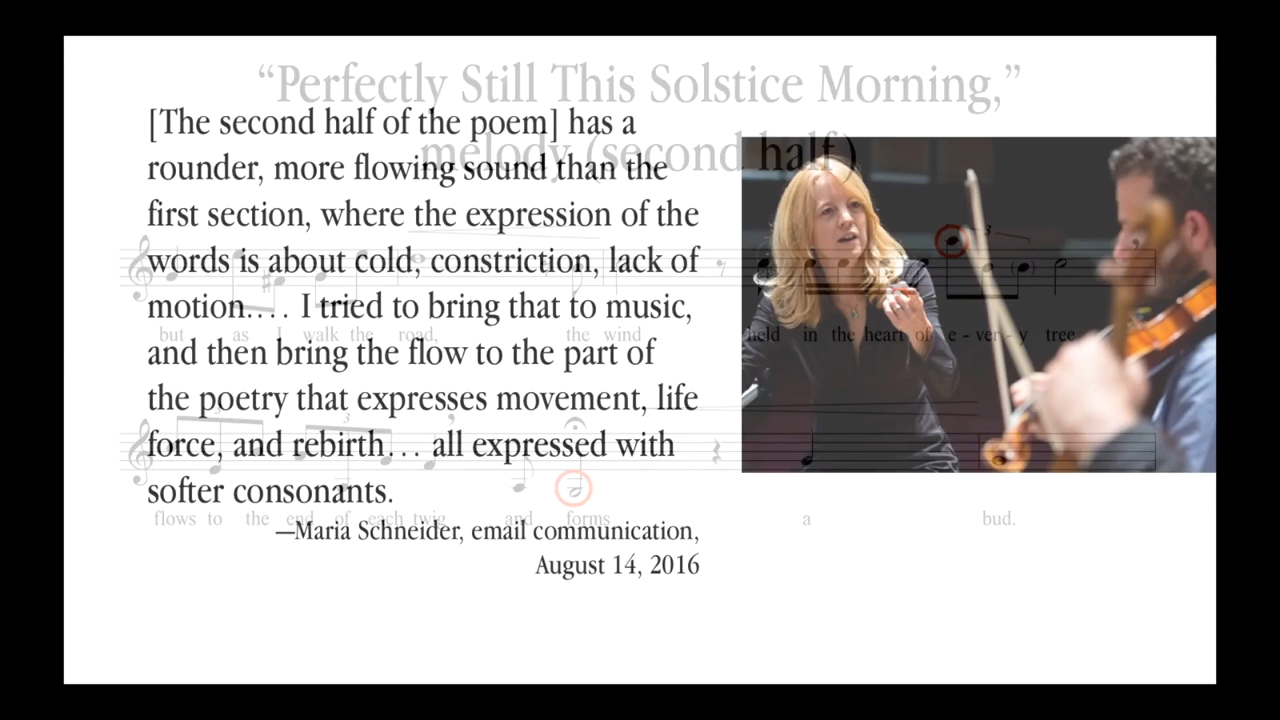 “Perfectly Still This Solstice Morning,”
melody (second half)
[The second half of the poem] has a
rounder, more flowing sound than the
first section, where the expression of the
words is about cold, constriction, lack of
motion.… I tried to bring that to music,
and then bring the flow to the part of
the poetry that expresses movement, life
force, and rebirth… all expressed with
softer consonants.
—Maria Schneider, email communication,
August 14, 2016
3
but as I walk the road, the wind held in the heart of e - ver - y tree
3 3
flows to the end of each twig and forms a bud.